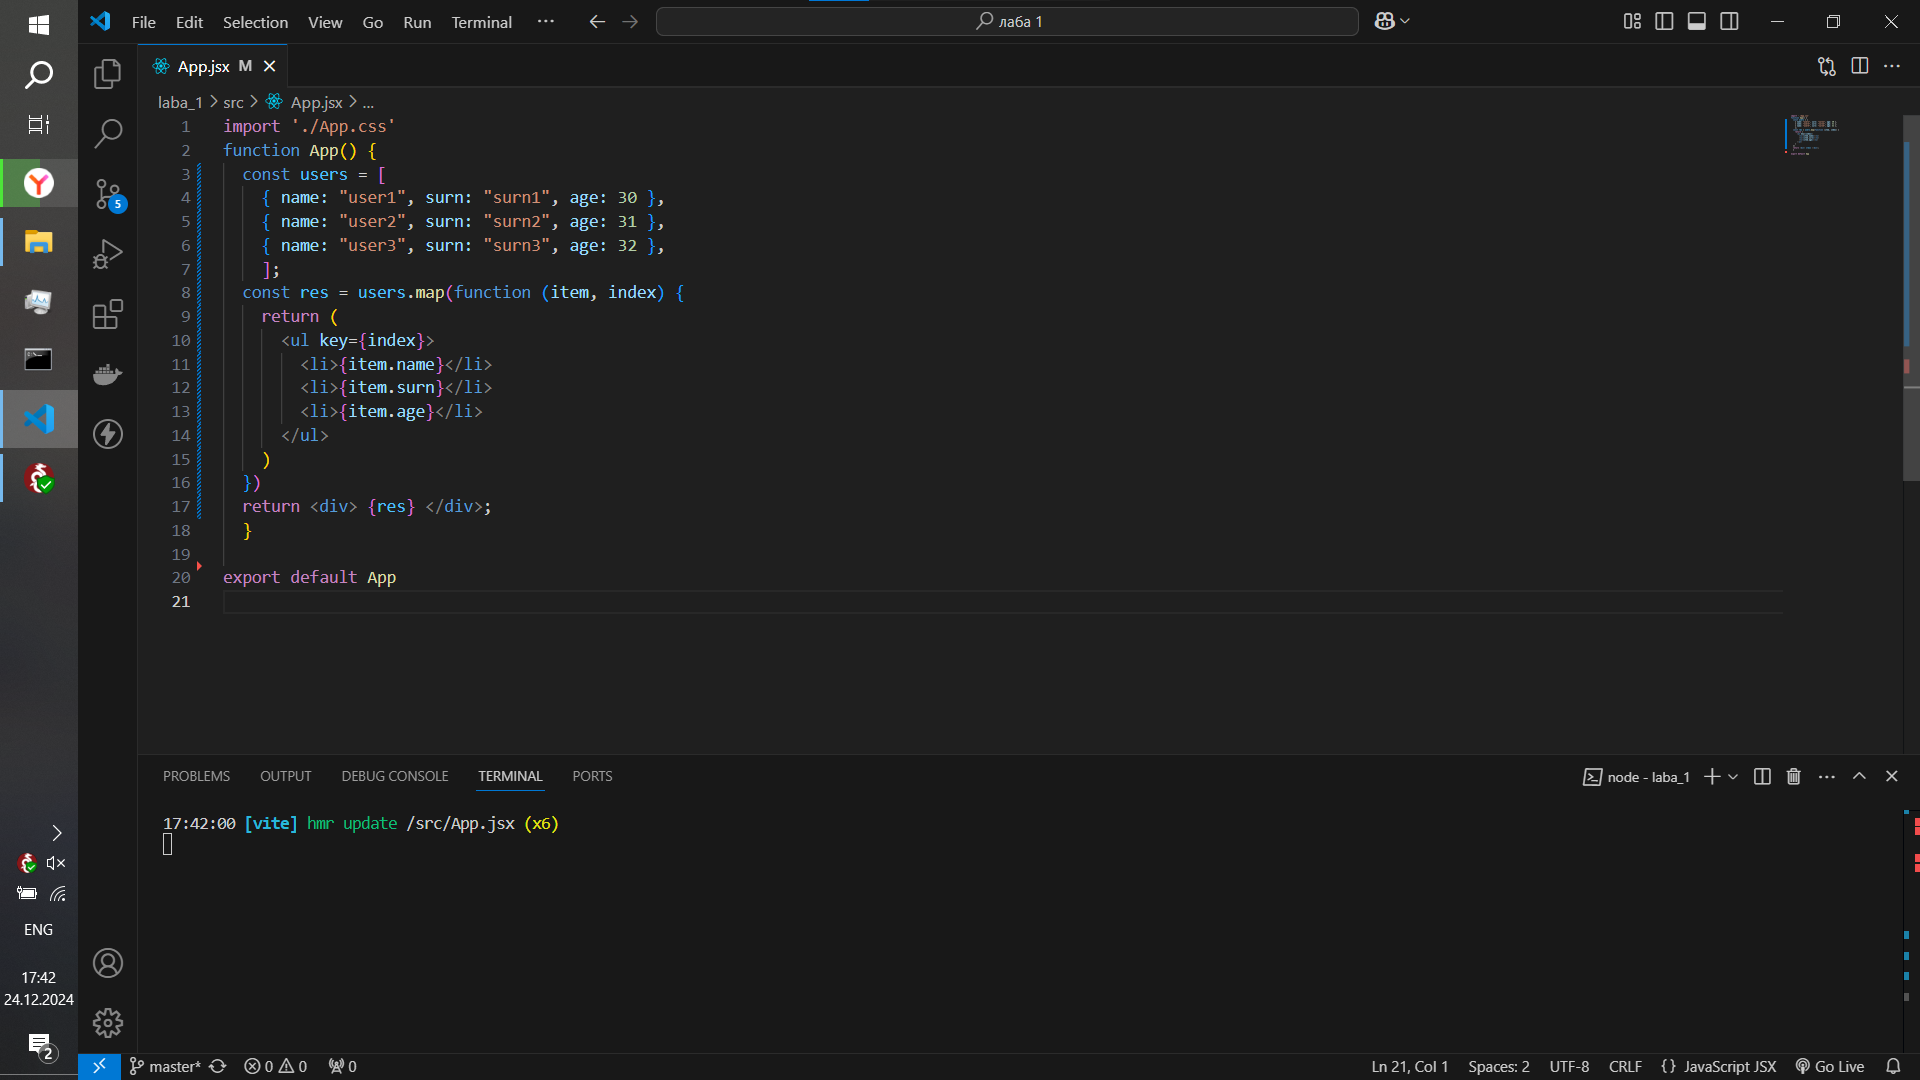 File Edit Selection View Go Run Terminal ··· лаба 1
App.jsx M
laba_1 > src > App.jsx > ...
1 import './App.css'
2 function App() {
3 const users = [
4 { name: "user1", surn: "surn1", age: 30 },
5 { name: "user2", surn: "surn2", age: 31 },
6 { name: "user3", surn: "surn3", age: 32 },
7 ];
8 const res = users.map(function (item, index) {
9 return (
10 <ul key={index}>
11 <li>{item.name}</li>
12 <li>{item.surn}</li>
13 <li>{item.age}</li>
14 </ul>
15 )
16 })
17 return <div> {res} </div>;
18 }
19
20 export default App
21
5
PROBLEMS OUTPUT DEBUG CONSOLE TERMINAL PORTS node - laba_1
17:42:00 [vite] hmr update /src/App.jsx (x6)
ENG
17:42
24.12.2024
2
master* 0 0 0 Ln 21, Col 1 Spaces: 2 UTF-8 CRLF {} JavaScript JSX Go Live